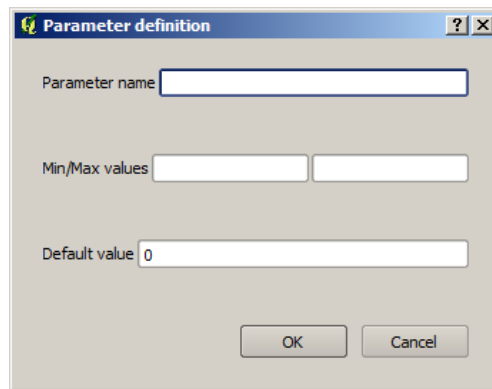 Parameter definition
Parameter name
Min/Max values
Default value 0
OK Cancel